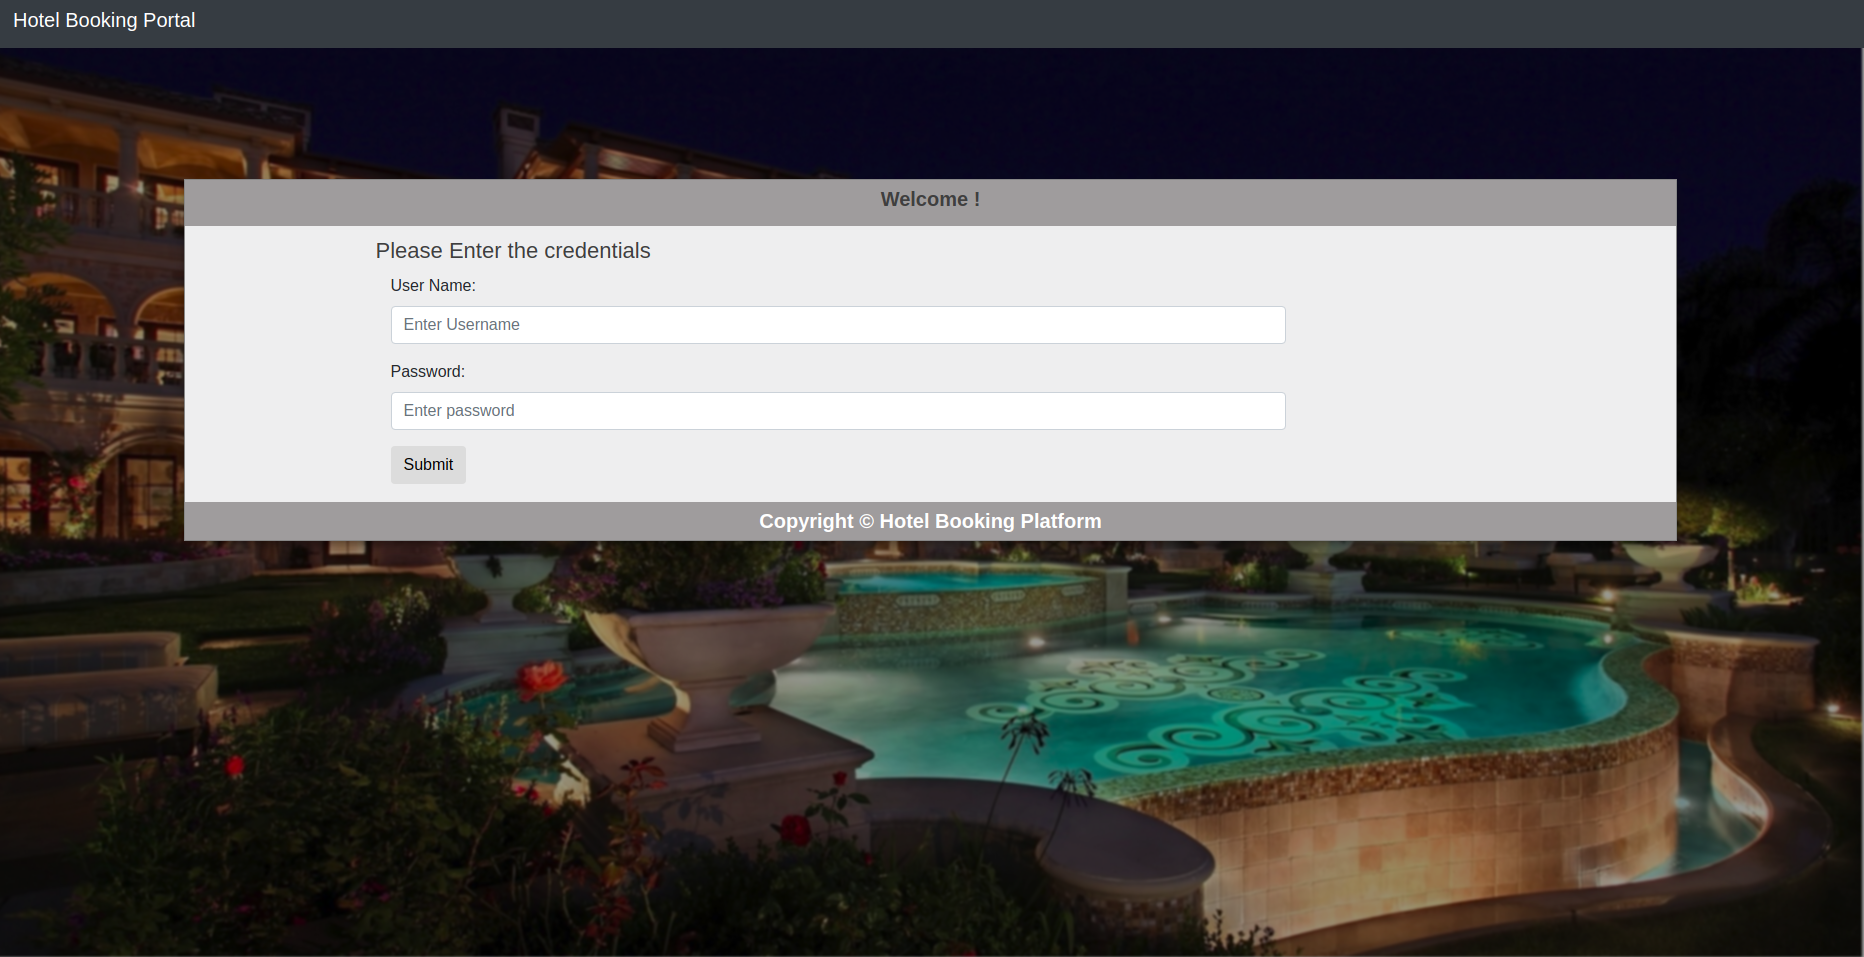 Hotel Booking Portal
Welcome !
Please Enter the credentials
User Name:
Enter Username
Password:
Enter password
Submit
Copyright © Hotel Booking Platform